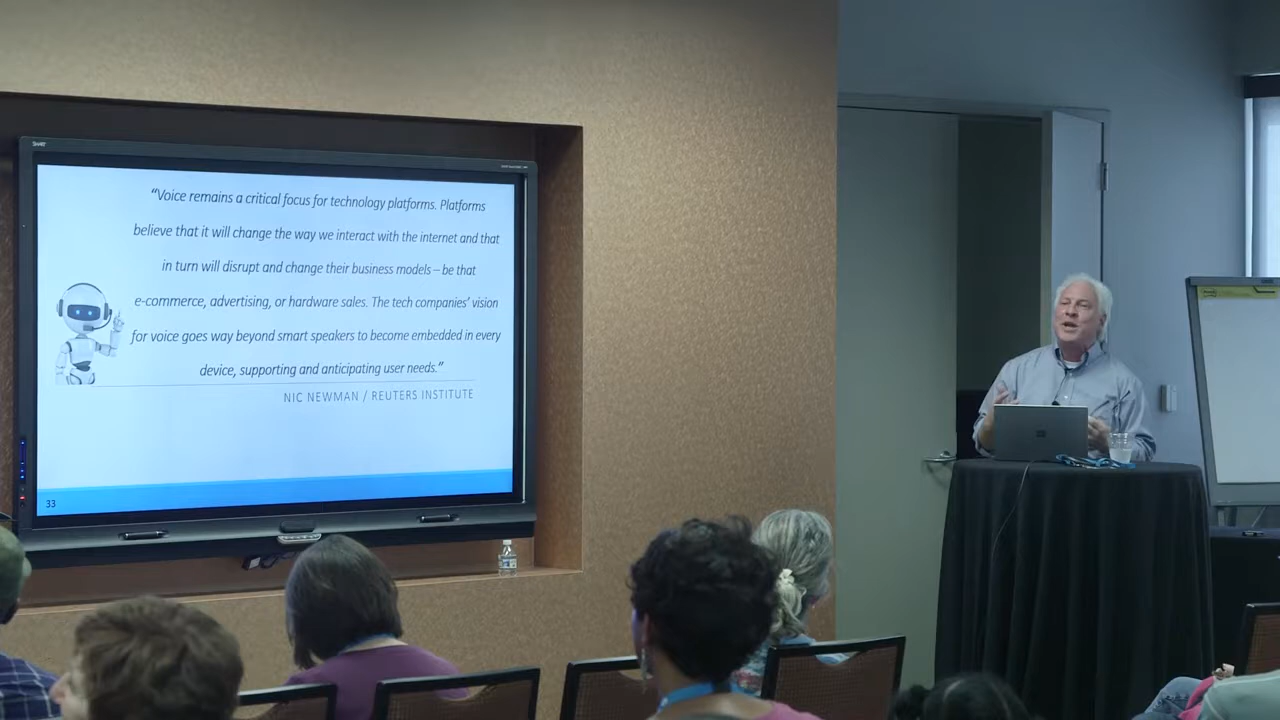 SMART
“Voice remains a critical focus for technology platforms. Platforms
believe that it will change the way we interact with the internet and that
in turn will disrupt and change their business models – be that
e-commerce, advertising, or hardware sales. The tech companies’ vision
for voice goes way beyond smart speakers to become embedded in every
device, supporting and anticipating user needs.”
NIC NEWMAN / REUTERS INSTITUTE
33